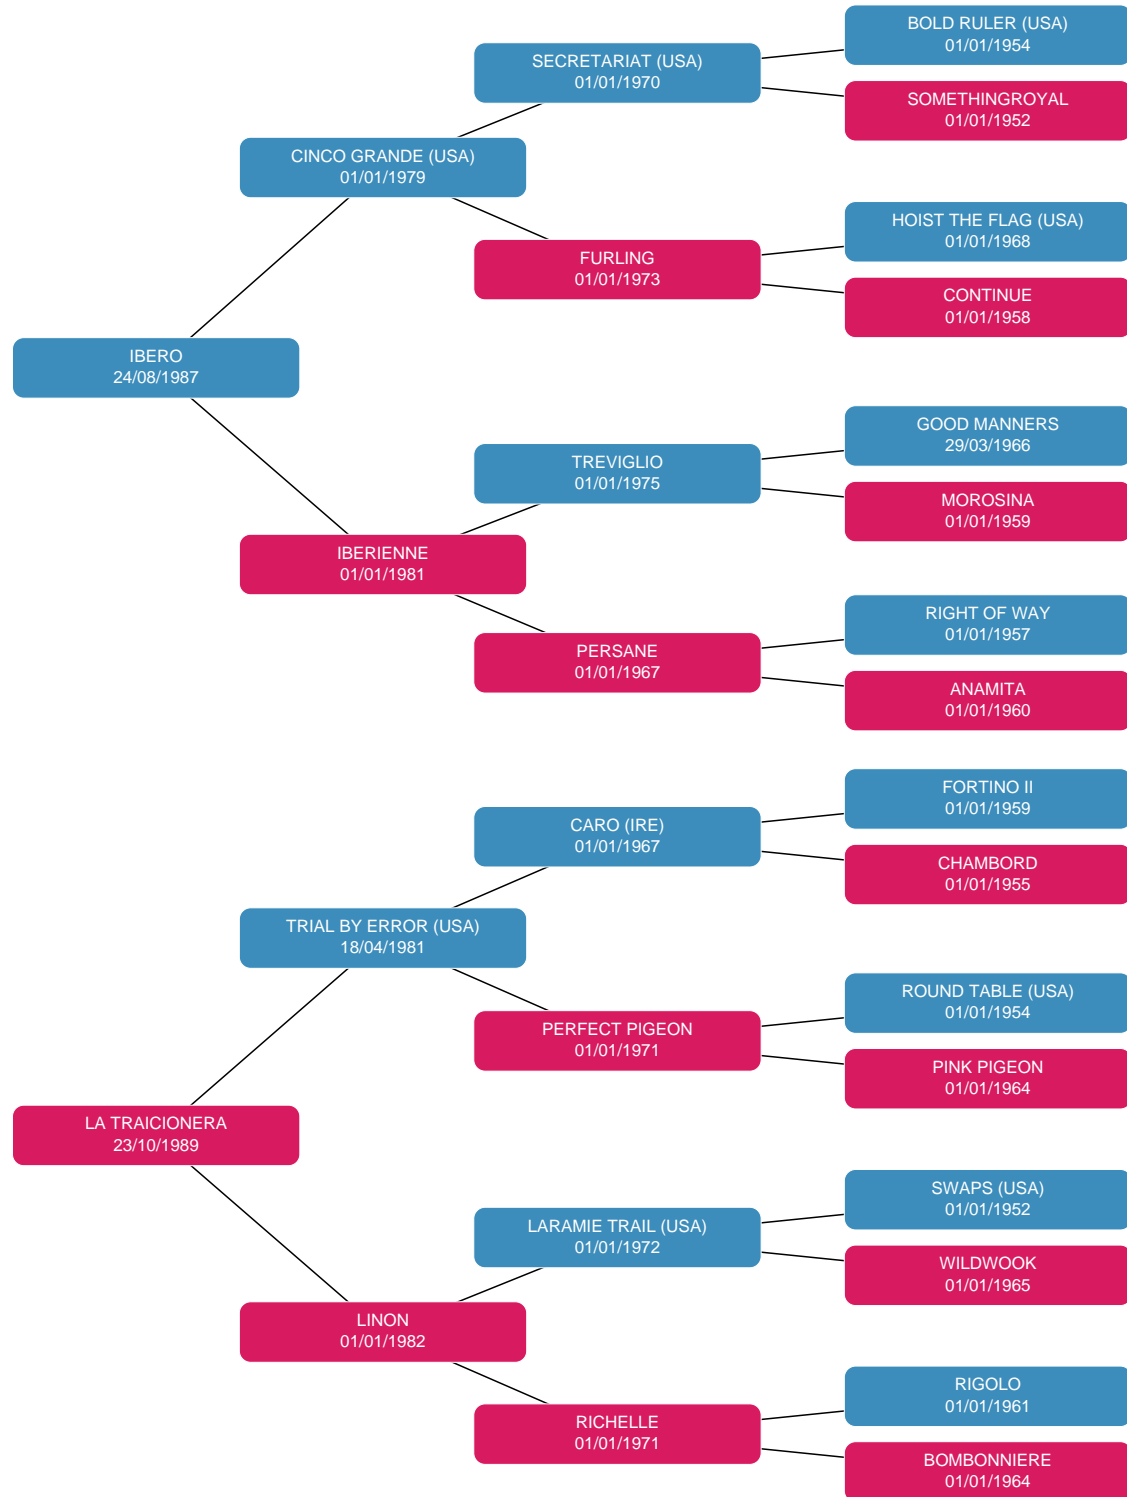 BOLD RULER (USA)
01/01/1954
SECRETARIAT (USA)
01/01/1970
SOMETHINGROYAL
01/01/1952
CINCO GRANDE (USA)
01/01/1979
HOIST THE FLAG (USA)
01/01/1968
FURLING
01/01/1973
CONTINUE
01/01/1958
IBERO
24/08/1987
GOOD MANNERS
29/03/1966
TREVIGLIO
01/01/1975
MOROSINA
01/01/1959
IBERIENNE
01/01/1981
RIGHT OF WAY
01/01/1957
PERSANE
01/01/1967
ANAMITA
01/01/1960
FORTINO II
01/01/1959
CARO (IRE)
01/01/1967
CHAMBORD
01/01/1955
TRIAL BY ERROR (USA)
18/04/1981
ROUND TABLE (USA)
01/01/1954
PERFECT PIGEON
01/01/1971
PINK PIGEON
01/01/1964
LA TRAICIONERA
23/10/1989
SWAPS (USA)
01/01/1952
LARAMIE TRAIL (USA)
01/01/1972
WILDWOOK
01/01/1965
LINON
01/01/1982
RIGOLO
01/01/1961
RICHELLE
01/01/1971
BOMBONNIERE
01/01/1964